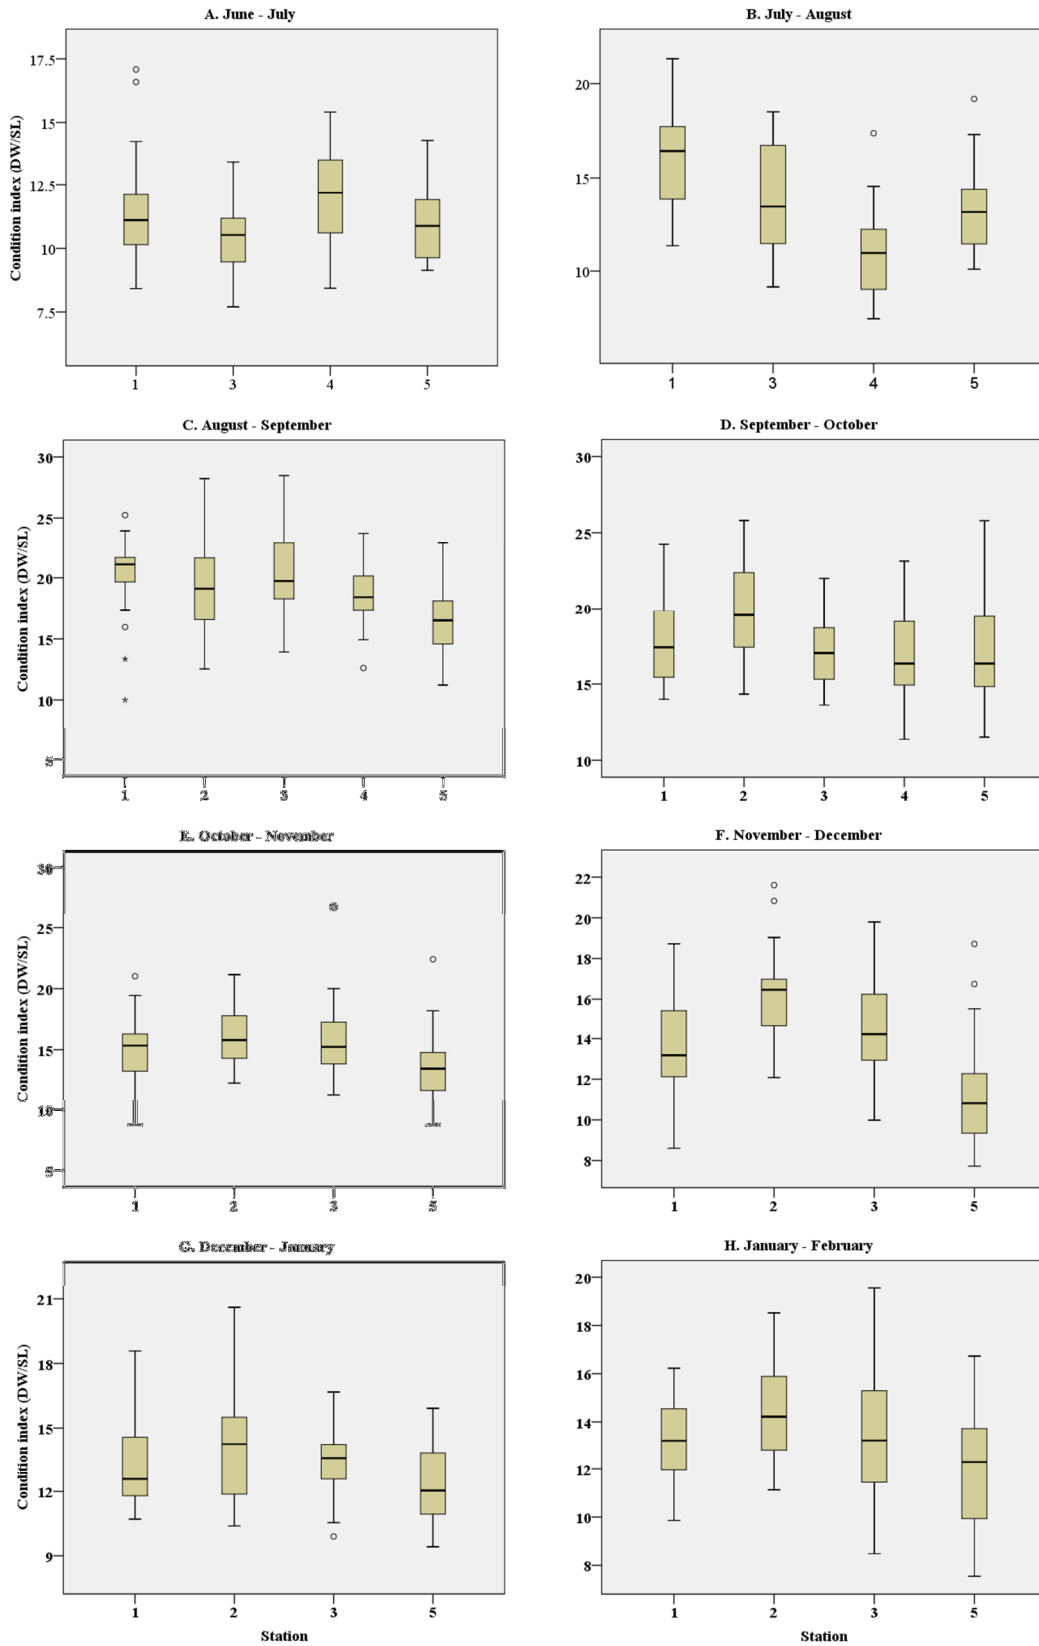 A. June - July
Condition index (DW/SL)
17.5
15
12.5
10
7.5
1 3 4 5
B. July - August
20
15
10
1 3 4 5
C. August - September
Condition index (DW/SL)
30
25
20
15
10
5
1 2 3 4 5
D. September - October
30
25
20
15
10
1 2 3 4 5
E. October - November
Condition index (DW/SL)
30
25
20
15
10
5
1 2 3 5
F. November - December
22
20
18
16
14
12
10
8
1 2 3 5
G. December - January
Condition index (DW/SL)
21
18
15
12
9
1 2 3 5
Station
H. January - February
20
18
16
14
12
10
8
1 2 3 5
Station